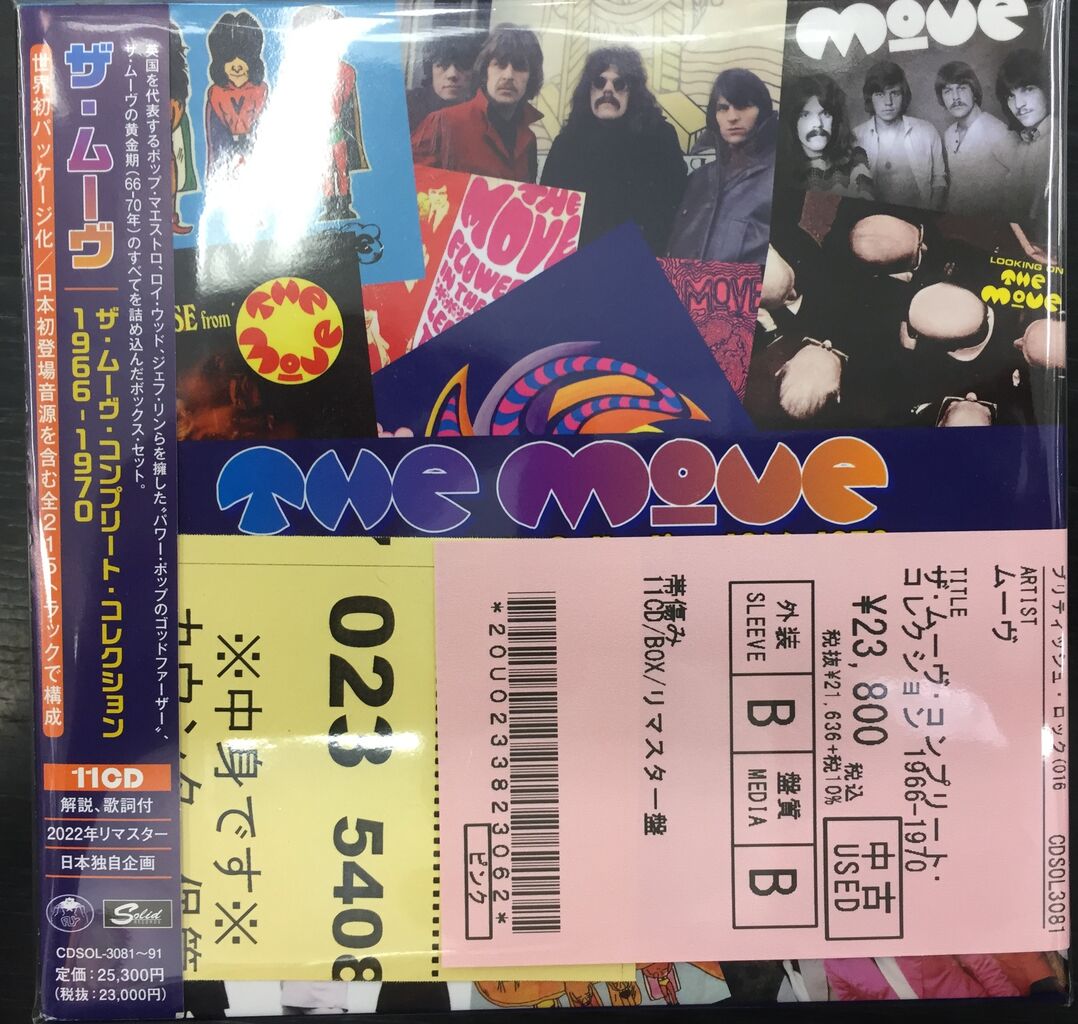 英国を代表するポップ・マエストロ、ロイ・ウッド、ジェフ・リンらを擁した“パワー・ポップのゴッドファーザー”、
ザ・ムーヴの黄金期(66-70年)のすべてを詰め込んだボックス・セット。
ザ・ムーヴ
ザ・ムーヴ・コンプリート・コレクション
1966-1970
世界初パッケージ化/日本初登場音源を含む全215トラックで構成
11CD
解説、歌詞付
2022年リマスター
日本独自企画
FLY
Solid
RECORDS
CDSOL-3081〜91
定価:25,300円
(税抜:23,000円)
MOVE
THE
MOVE
FLOWE
IN THE
SE from
THE
MOVE
MOVE
LOOKING ON
THE
MOVE
THE MOVE
ブリティッシュ・ロック(016
CDSOL3081
ARTIST
ムーヴ
TITLE
ザ・ムーヴ・コンプリート・
コレクション 1966-1970
¥23,800
税込
税抜¥21,636+税10%
中古
USED
外装
SLEEVE
B
盤質
MEDIA
B
帯傷み
11CD/BOX/リマスター盤
*20U0233823062*
ピンク
023 5408
※中身です※